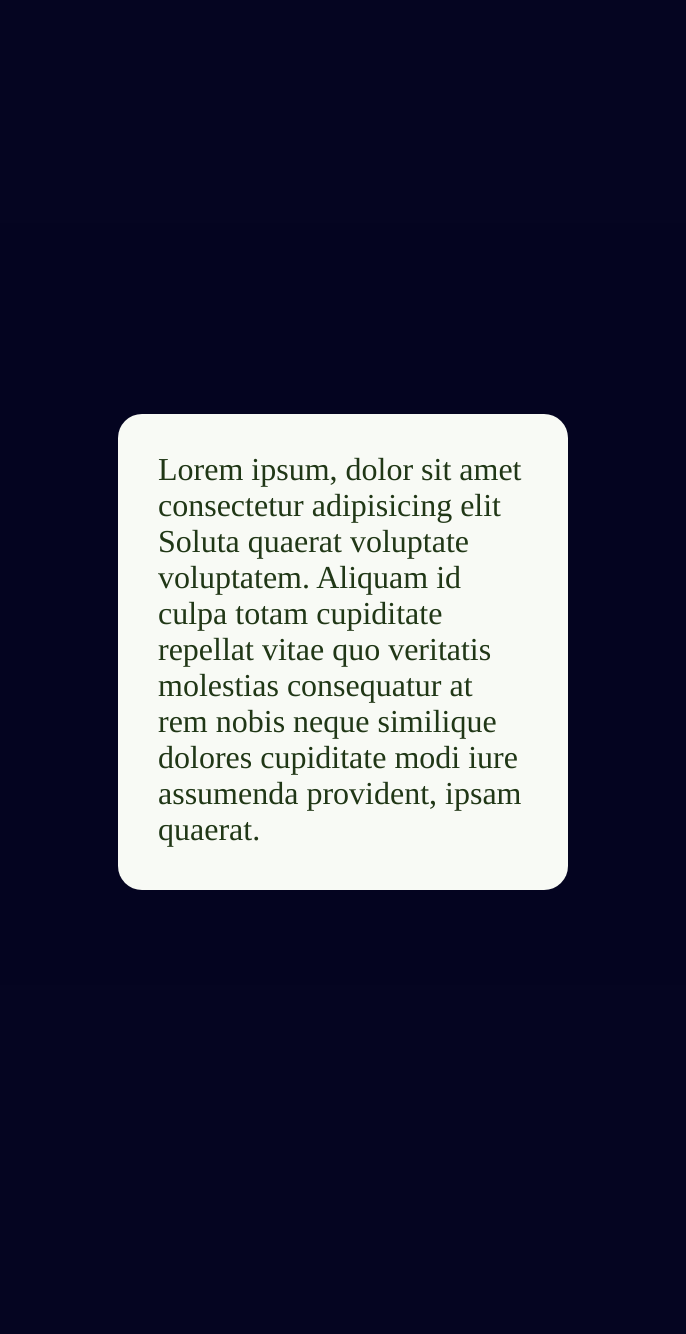 Lorem ipsum, dolor sit amet
consectetur adipisicing elit
Soluta quaerat voluptate
voluptatem. Aliquam id
culpa totam cupiditate
repellat vitae quo veritatis
molestias consequatur at
rem nobis neque similique
dolores cupiditate modi iure
assumenda provident, ipsam
quaerat.